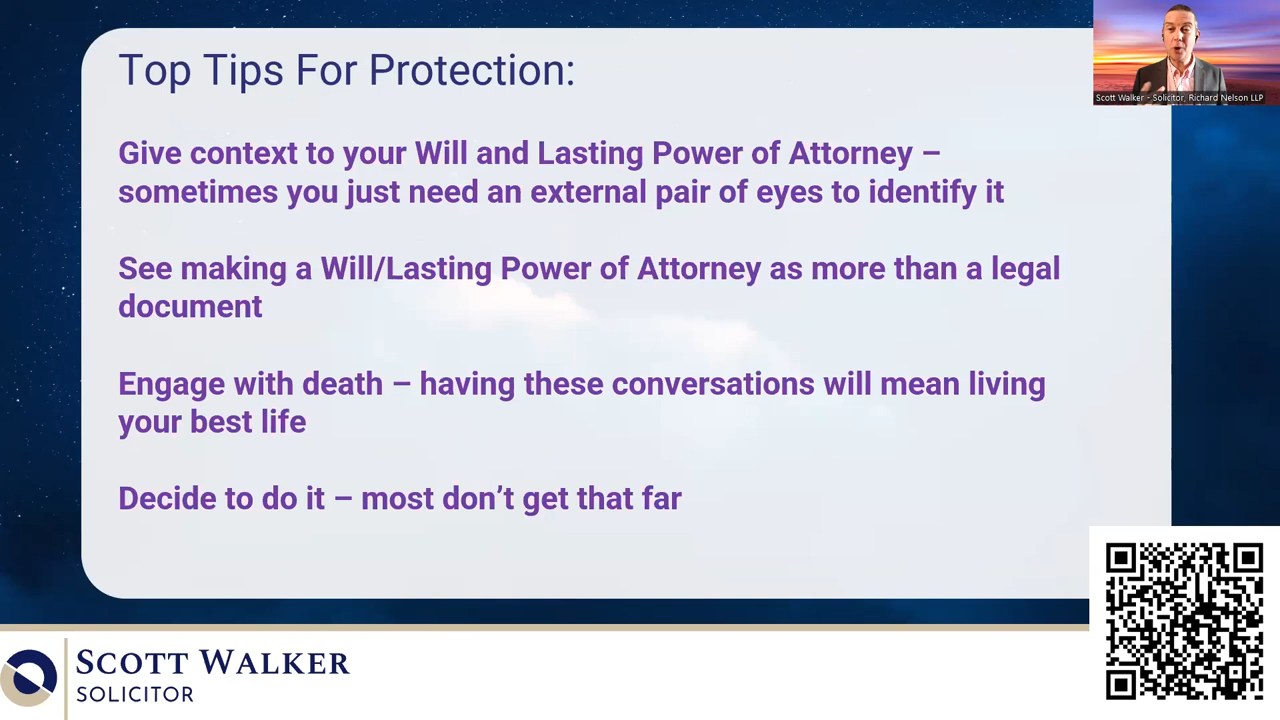 Top Tips For Protection:
Scott Walker - Solicitor, Richard Nelson LLP
Give context to your Will and Lasting Power of Attorney –
sometimes you just need an external pair of eyes to identify it
See making a Will/Lasting Power of Attorney as more than a legal
document
Engage with death – having these conversations will mean living
your best life
Decide to do it – most don’t get that far
SCOTT WALKER
SOLICITOR